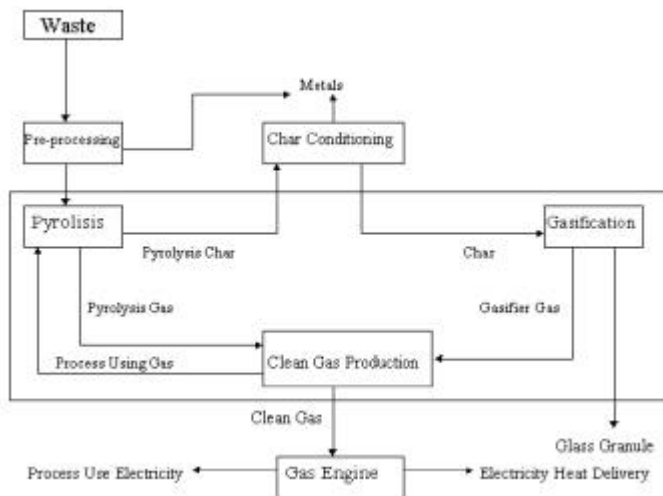 Waste
Metals
Pre-processing
Char Conditioning
Pyrolisis
Gasification
Pyrolysis Char
Char
Pyrolysis Gas
Gasifier Gas
Process Using Gas
Clean Gas Production
Clean Gas
Glass Granule
Process Use Electricity
Gas Engine
Electricity Heat Delivery